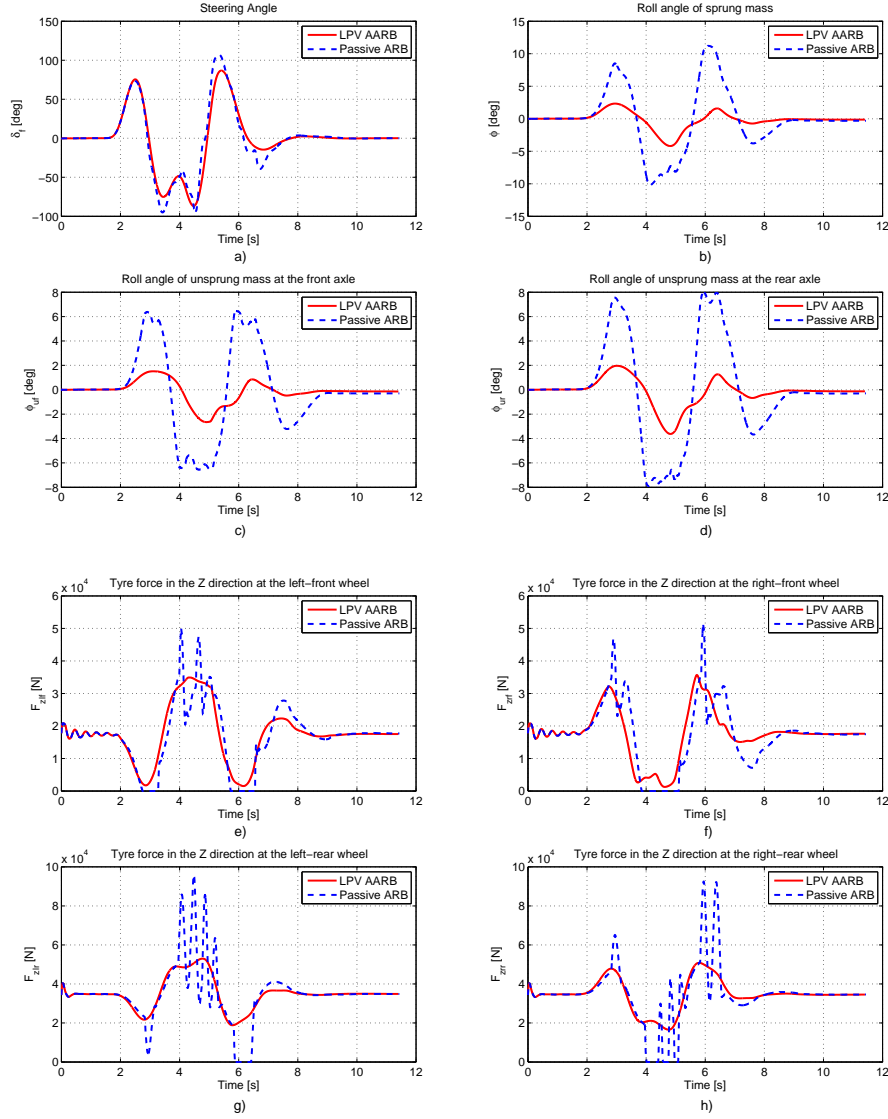 Steering Angle
150
100
50
0
−50
−100
δf [deg]
LPV AARB
Passive ARB
0 2 4 6 8 10 12
Time [s]
a)
Roll angle of sprung mass
15
10
5
0
−5
−10
−15
ϕ [deg]
LPV AARB
Passive ARB
0 2 4 6 8 10 12
Time [s]
b)
Roll angle of unsprung mass at the front axle
8
6
4
2
0
−2
−4
−6
−8
ϕuf [deg]
LPV AARB
Passive ARB
0 2 4 6 8 10 12
Time [s]
c)
Roll angle of unsprung mass at the rear axle
8
6
4
2
0
−2
−4
−6
−8
ϕur [deg]
LPV AARB
Passive ARB
0 2 4 6 8 10 12
Time [s]
d)
Tyre force in the Z direction at the left−front wheel
x 10^4
6
5
4
3
2
1
0
Fzlf [N]
LPV AARB
Passive ARB
0 2 4 6 8 10 12
Time [s]
e)
Tyre force in the Z direction at the right−front wheel
x 10^4
6
5
4
3
2
1
0
Fzrf [N]
LPV AARB
Passive ARB
0 2 4 6 8 10 12
Time [s]
f)
Tyre force in the Z direction at the left−rear wheel
x 10^4
10
8
6
4
2
0
Fzlr [N]
LPV AARB
Passive ARB
0 2 4 6 8 10 12
Time [s]
g)
Tyre force in the Z direction at the right−rear wheel
x 10^4
10
8
6
4
2
0
Fzrr [N]
LPV AARB
Passive ARB
0 2 4 6 8 10 12
Time [s]
h)